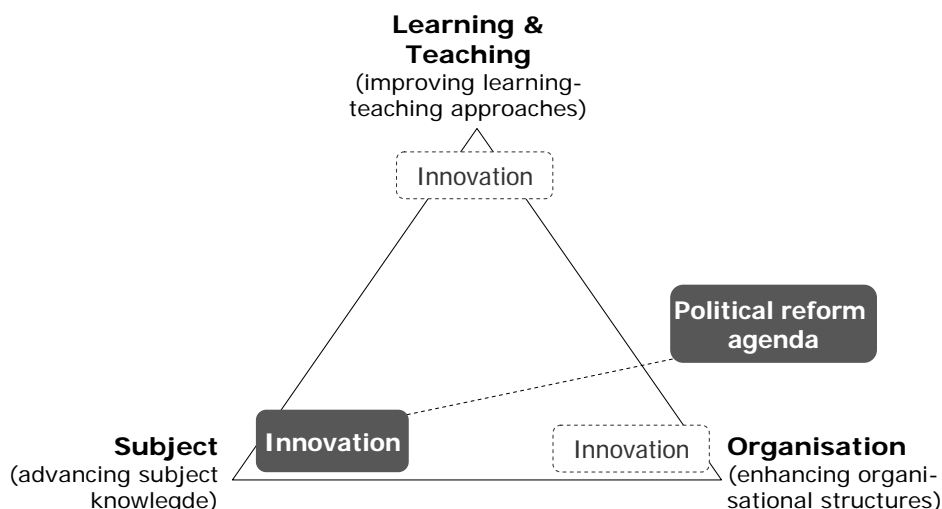 Learning &
Teaching
(improving learning-
teaching approaches)
Innovation
Political reform
agenda
Innovation
Subject
(advancing subject
knowlegde)
Innovation
Organisation
(enhancing organi-
sational structures)